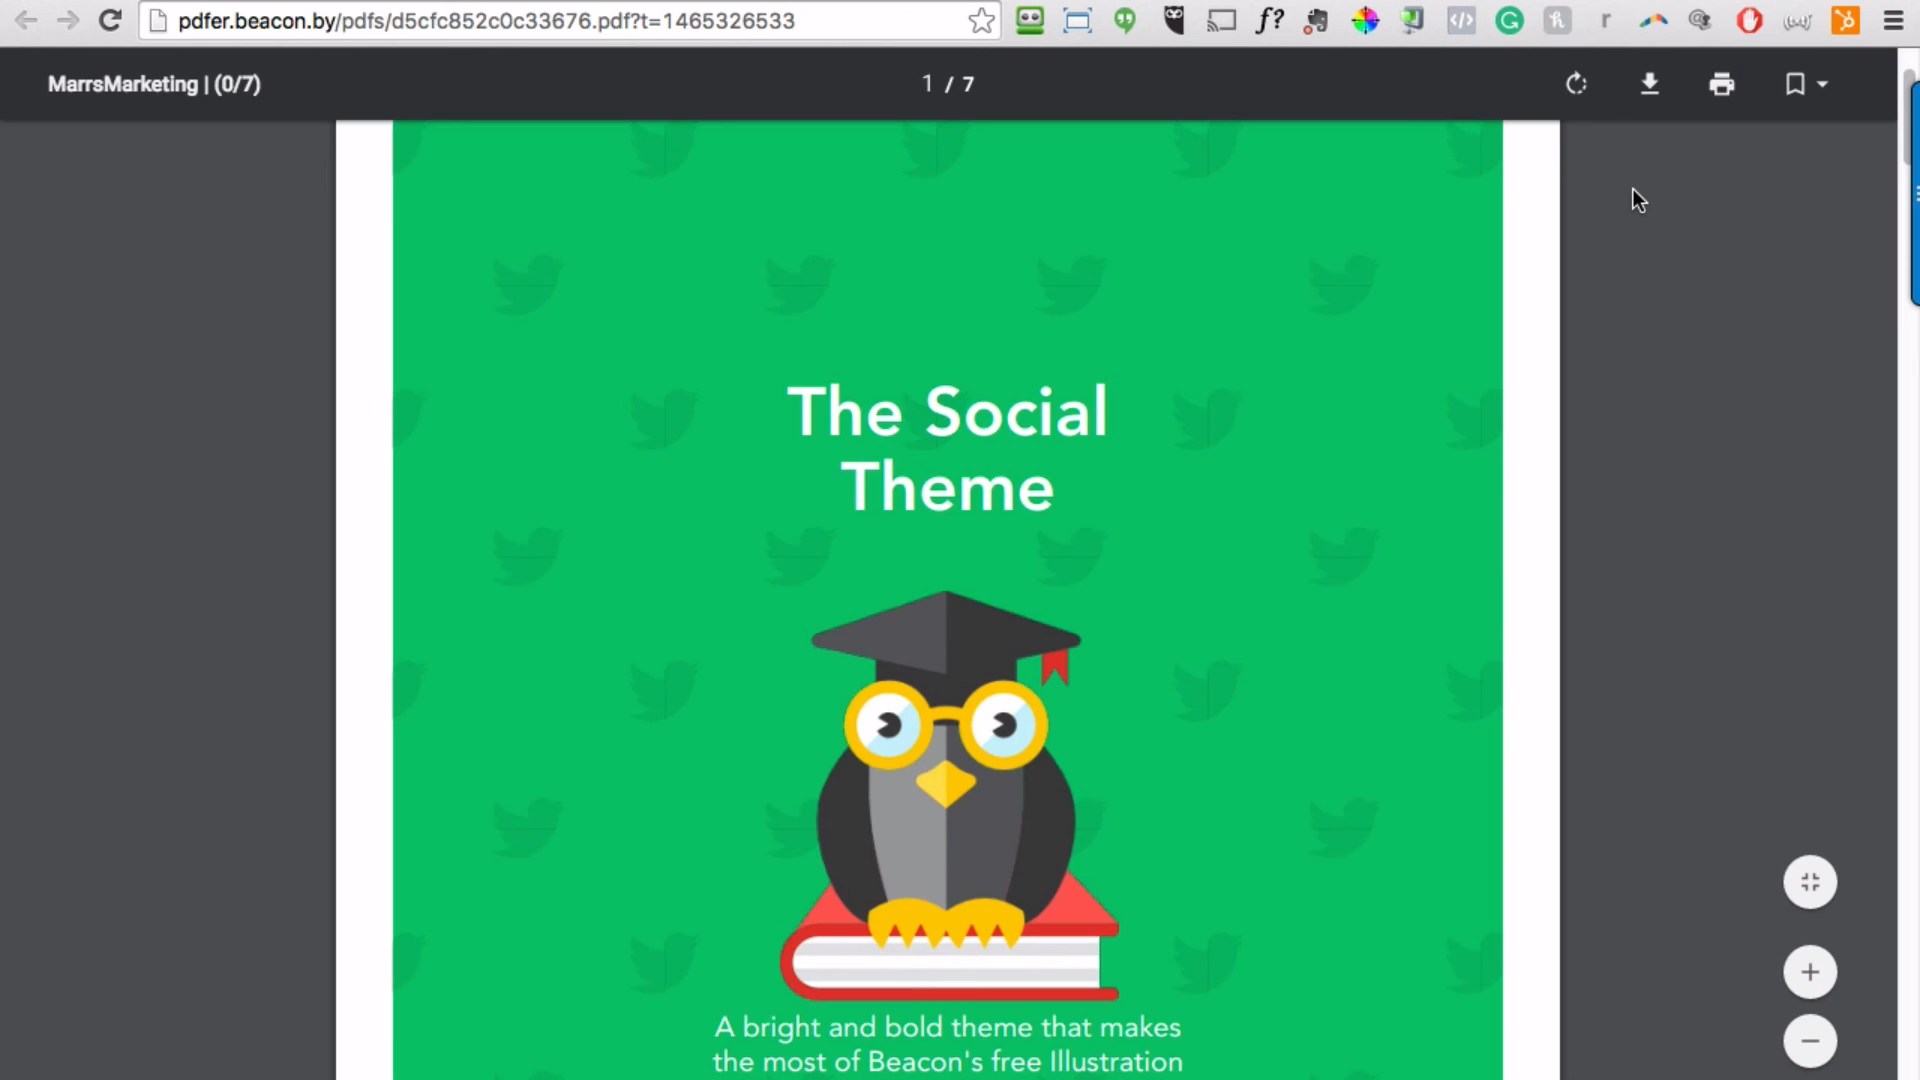 pdfer.beacon.by/pdfs/d5cfc852c0c33676.pdf?t=1465326533
f?
r
MarrsMarketing | (0/7)
1 / 7
The Social
Theme
A bright and bold theme that makes
the most of Beacon's free Illustration